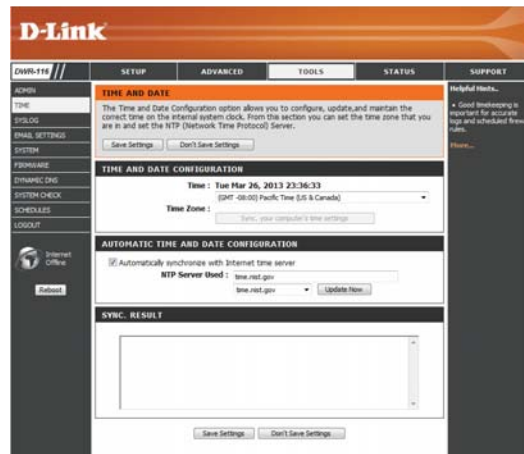 D-Link
DWR-116
SETUP
ADVANCED
TOOLS
STATUS
SUPPORT
ADMIN
TIME
SYSLOG
EMAIL SETTINGS
SYSTEM
FIRMWARE
DYNAMIC DNS
SYSTEM CHECK
SCHEDULES
LOGOUT
Internet
Offline
Reboot
TIME AND DATE
The Time and Date Configuration option allows you to configure, update,and maintain the
correct time on the internal system clock. From this section you can set the time zone that you
are in and set the NTP (Network Time Protocol) Server.
Save Settings
Don't Save Settings
TIME AND DATE CONFIGURATION
Time : Tue Mar 26, 2013 23:36:33
(GMT -08:00) Pacific Time (US & Canada)
Time Zone :
Sync. your computer's time settings
AUTOMATIC TIME AND DATE CONFIGURATION
Automatically synchronize with Internet time server
NTP Server Used : time.nist.gov
time.nist.gov
Update Now
SYNC. RESULT
Save Settings
Don't Save Settings
Helpful Hints..
• Good timekeeping is
important for accurate
logs and scheduled
rules.
More...